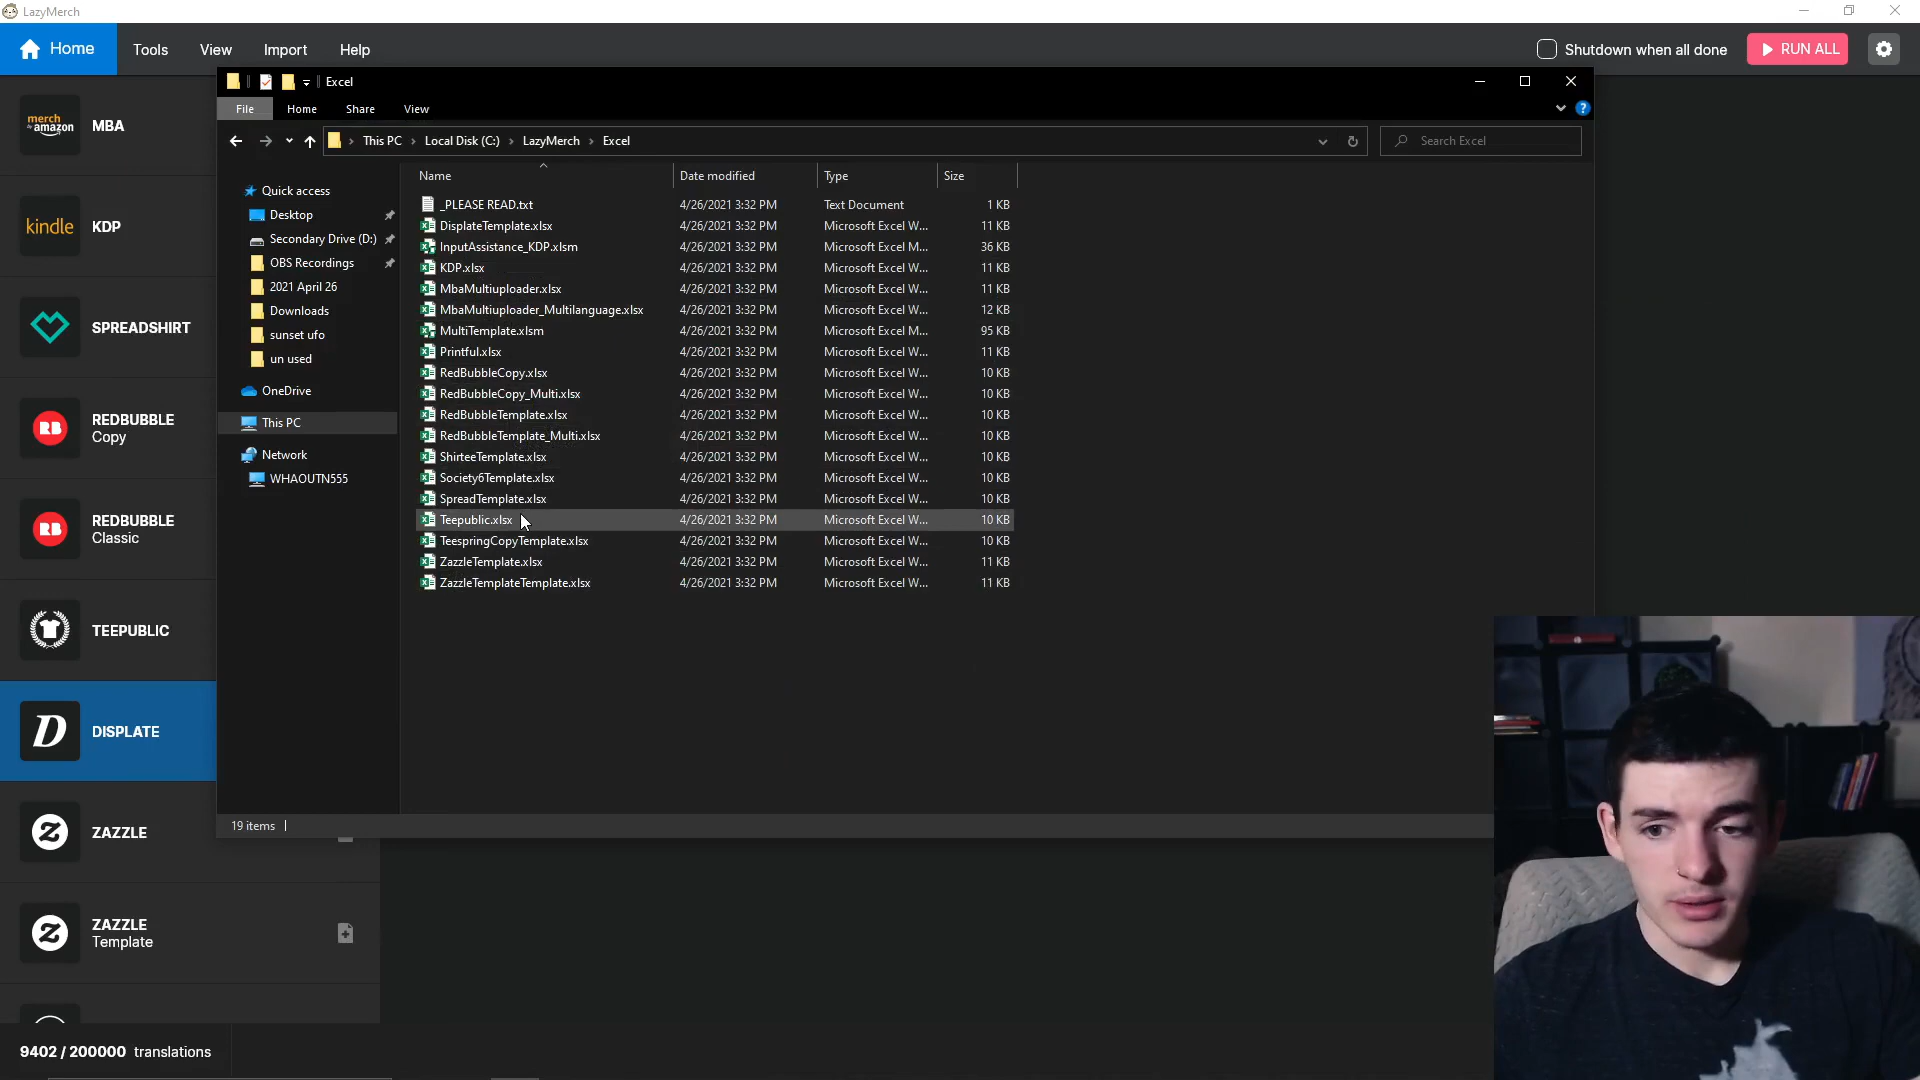 LazyMerch
Home
Tools
View
Import
Help
Shutdown when all done
RUN ALL
Excel
File
Home
Share
View
?
This PC > Local Disk (C:) > LazyMerch > Excel
Search Excel
merch
by amazon
MBA
kindle
KDP
SPREADSHIRT
RB
REDBUBBLE
Copy
RB
REDBUBBLE
Classic
TEEPUBLIC
D
DISPLATE
Z
ZAZZLE
Z
ZAZZLE
Template
Quick access
Desktop
Secondary Drive (D:)
OBS Recordings
2021 April 26
Downloads
sunset ufo
un used
OneDrive
This PC
Network
WHAOUTN555
Name Date modified Type Size
_PLEASE READ.txt 4/26/2021 3:32 PM Text Document 1 KB
DisplateTemplate.xlsx 4/26/2021 3:32 PM Microsoft Excel W... 11 KB
InputAssistance_KDP.xlsm 4/26/2021 3:32 PM Microsoft Excel M... 36 KB
KDP.xlsx 4/26/2021 3:32 PM Microsoft Excel W... 11 KB
MbaMultiuploader.xlsx 4/26/2021 3:32 PM Microsoft Excel W... 11 KB
MbaMultiuploader_Multilanguage.xlsx 4/26/2021 3:32 PM Microsoft Excel W... 12 KB
MultiTemplate.xlsm 4/26/2021 3:32 PM Microsoft Excel M... 95 KB
Printful.xlsx 4/26/2021 3:32 PM Microsoft Excel W... 11 KB
RedBubbleCopy.xlsx 4/26/2021 3:32 PM Microsoft Excel W... 10 KB
RedBubbleCopy_Multi.xlsx 4/26/2021 3:32 PM Microsoft Excel W... 10 KB
RedBubbleTemplate.xlsx 4/26/2021 3:32 PM Microsoft Excel W... 10 KB
RedBubbleTemplate_Multi.xlsx 4/26/2021 3:32 PM Microsoft Excel W... 10 KB
ShirteeTemplate.xlsx 4/26/2021 3:32 PM Microsoft Excel W... 10 KB
Society6Template.xlsx 4/26/2021 3:32 PM Microsoft Excel W... 10 KB
SpreadTemplate.xlsx 4/26/2021 3:32 PM Microsoft Excel W... 10 KB
Teepublic.xlsx 4/26/2021 3:32 PM Microsoft Excel W... 10 KB
TeespringCopyTemplate.xlsx 4/26/2021 3:32 PM Microsoft Excel W... 10 KB
ZazzleTemplate.xlsx 4/26/2021 3:32 PM Microsoft Excel W... 11 KB
ZazzleTemplateTemplate.xlsx 4/26/2021 3:32 PM Microsoft Excel W... 11 KB
19 items
9402 / 200000 translations